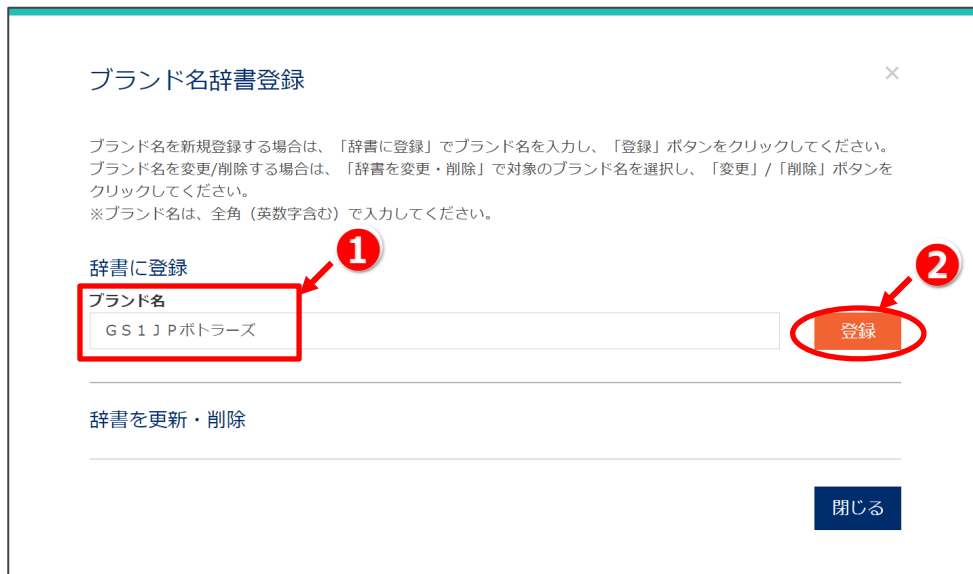 ブランド名辞書登録
×
ブランド名を新規登録する場合は、「辞書に登録」でブランド名を入力し、「登録」ボタンをクリックしてください。
ブランド名を変更/削除する場合は、「辞書を変更・削除」で対象のブランド名を選択し、「変更」/「削除」ボタンを
クリックしてください。
※ブランド名は、全角（英数字含む）で入力してください。
1
辞書に登録
2
ブランド名
ＧＳ１ＪＰボトラーズ
登録
辞書を更新・削除
閉じる